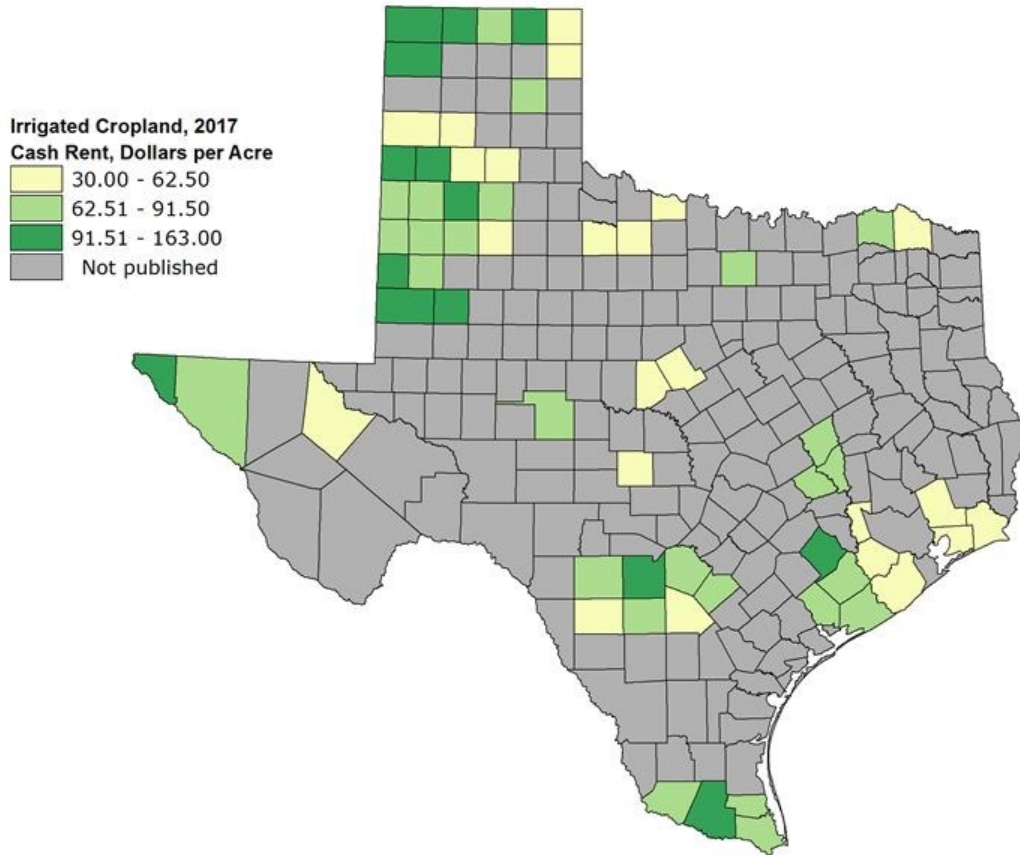 Irrigated Cropland, 2017
Cash Rent, Dollars per Acre
30.00 - 62.50
62.51 - 91.50
91.51 - 163.00
Not published